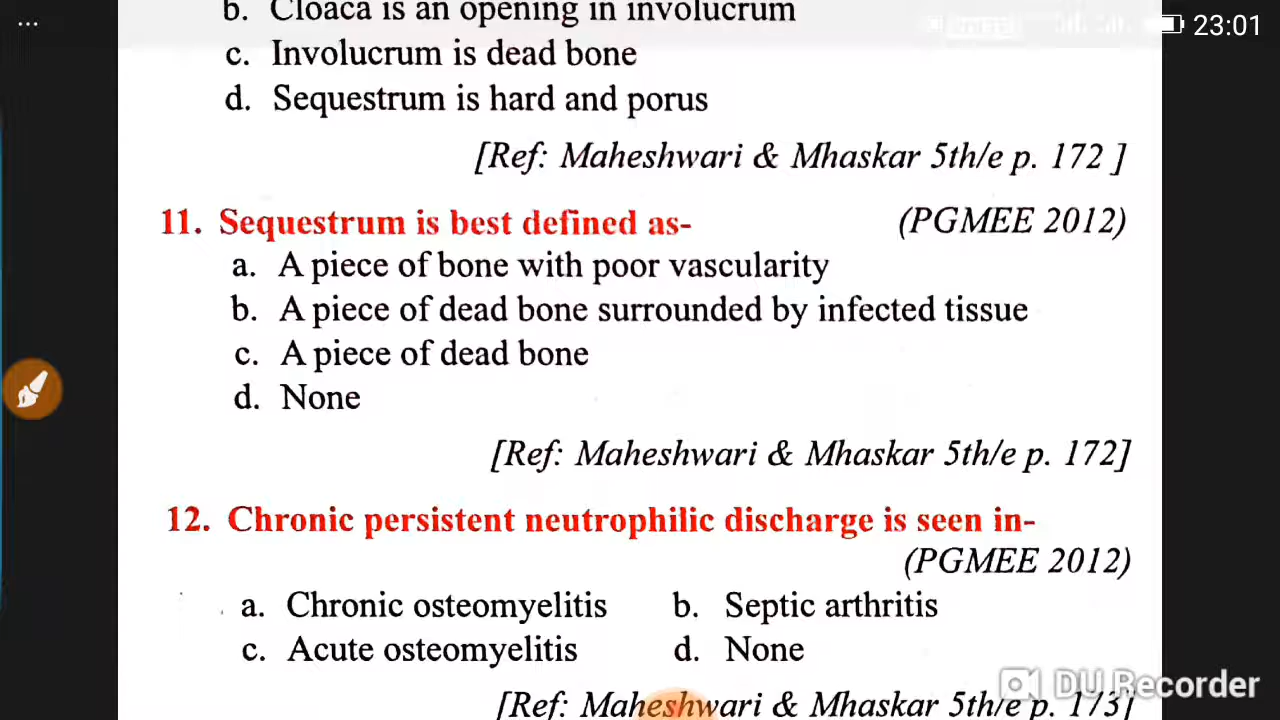 ...
23:01
b. Cloaca is an opening in involucrum
c. Involucrum is dead bone
d. Sequestrum is hard and porus
[Ref: Maheshwari & Mhaskar 5th/e p. 172 ]
11. Sequestrum is best defined as- (PGMEE 2012)
a. A piece of bone with poor vascularity
b. A piece of dead bone surrounded by infected tissue
c. A piece of dead bone
d. None
[Ref: Maheshwari & Mhaskar 5th/e p. 172]
12. Chronic persistent neutrophilic discharge is seen in-
(PGMEE 2012)
a. Chronic osteomyelitis b. Septic arthritis
c. Acute osteomyelitis d. None
DU Recorder
[Ref: Maheshwari & Mhaskar 5th/e p. 173]